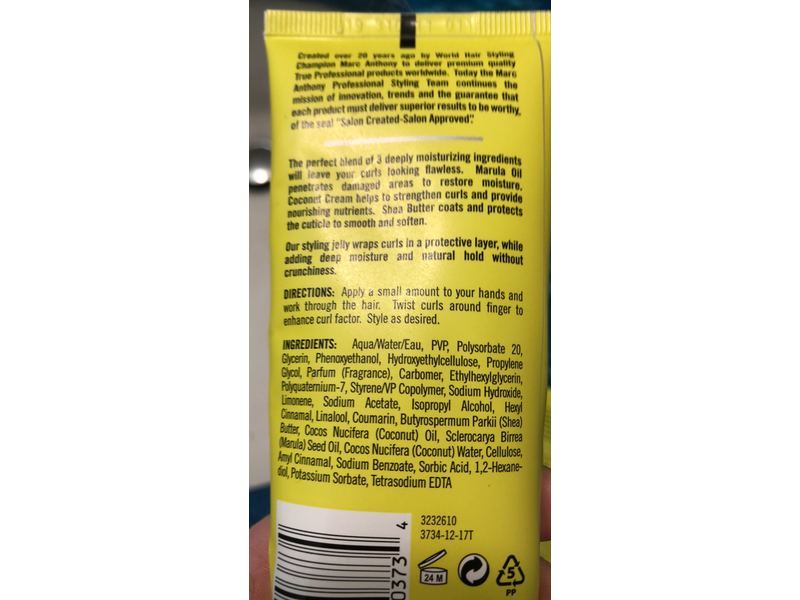 Created over 20 years ago by World Hair Styling
Champion Marc Anthony to deliver premium quality
True Professional products worldwide. Today the Marc
Anthony Professional Styling Team continues the
mission of innovation, trends and the guarantee that
each product must deliver superior results to be worthy,
of the seal "Salon Created-Salon Approved".
The perfect blend of 3 deeply moisturizing ingredients
will leave your curls looking flawless. Marula Oil
penetrates damaged areas to restore moisture.
Coconut Cream helps to strengthen curls and provide
nourishing nutrients. Shea Butter coats and protects
the cuticle to smooth and soften.
Our styling jelly wraps curls in a protective layer, while
adding deep moisture and natural hold without
crunchiness.
DIRECTIONS: Apply a small amount to your hands and
work through the hair. Twist curls around finger to
enhance curl factor. Style as desired.
INGREDIENTS: Aqua/Water/Eau, PVP, Polysorbate 20,
Glycerin, Phenoxyethanol, Hydroxyethylcellulose, Propylene
Glycol, Parfum (Fragrance), Carbomer, Ethylhexylglycerin,
Polyquaternium-7, Styrene/VP Copolymer, Sodium Hydroxide,
Limonene, Sodium Acetate, Isopropyl Alcohol, Hexyl
Cinnamal, Linalool, Coumarin, Butyrospermum Parkii (Shea)
Butter, Cocos Nucifera (Coconut) Oil, Sclerocarya Birrea
(Marula) Seed Oil, Cocos Nucifera (Coconut) Water, Cellulose,
Amyl Cinnamal, Sodium Benzoate, Sorbic Acid, 1,2-Hexane-
diol, Potassium Sorbate, Tetrasodium EDTA
3232610
3734-12-17T
4
0373
24 M
5
PP